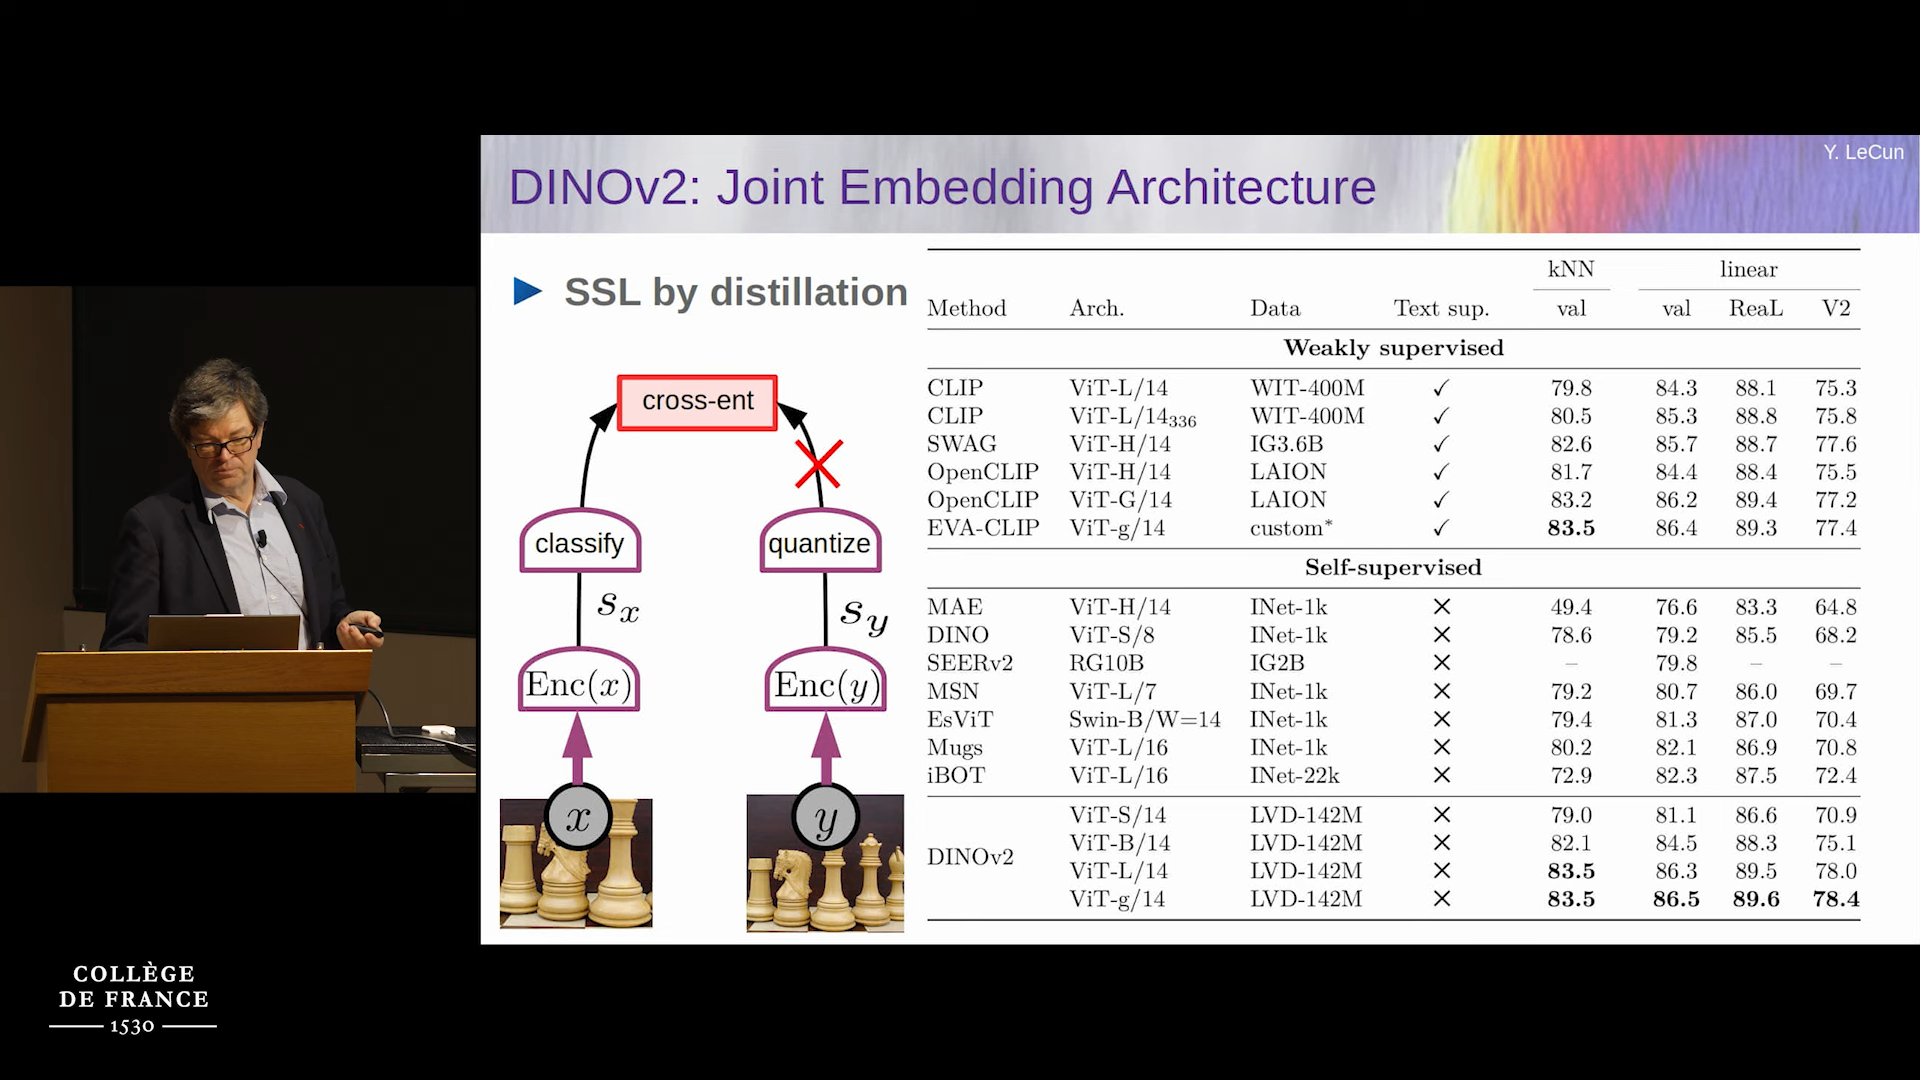 Y. LeCun
DINOv2: Joint Embedding Architecture
► SSL by distillation
cross-ent
classify
quantize
sx
sy
Enc(x)
Enc(y)
x
y
kNN linear
Method Arch. Data Text sup. val val ReaL V2
Weakly supervised
CLIP ViT-L/14 WIT-400M ✓ 79.8 84.3 88.1 75.3
CLIP ViT-L/14336 WIT-400M ✓ 80.5 85.3 88.8 75.8
SWAG ViT-H/14 IG3.6B ✓ 82.6 85.7 88.7 77.6
OpenCLIP ViT-H/14 LAION ✓ 81.7 84.4 88.4 75.5
OpenCLIP ViT-G/14 LAION ✓ 83.2 86.2 89.4 77.2
EVA-CLIP ViT-g/14 custom* ✓ 83.5 86.4 89.3 77.4
Self-supervised
MAE ViT-H/14 INet-1k ✕ 49.4 76.6 83.3 64.8
DINO ViT-S/8 INet-1k ✕ 78.6 79.2 85.5 68.2
SEERv2 RG10B IG2B ✕ – 79.8 – –
MSN ViT-L/7 INet-1k ✕ 79.2 80.7 86.0 69.7
EsViT Swin-B/W=14 INet-1k ✕ 79.4 81.3 87.0 70.4
Mugs ViT-L/16 INet-1k ✕ 80.2 82.1 86.9 70.8
iBOT ViT-L/16 INet-22k ✕ 72.9 82.3 87.5 72.4
ViT-S/14 LVD-142M ✕ 79.0 81.1 86.6 70.9
ViT-B/14 LVD-142M ✕ 82.1 84.5 88.3 75.1
DINOv2
ViT-L/14 LVD-142M ✕ 83.5 86.3 89.5 78.0
ViT-g/14 LVD-142M ✕ 83.5 86.5 89.6 78.4
COLLÈGE
DE FRANCE
1530